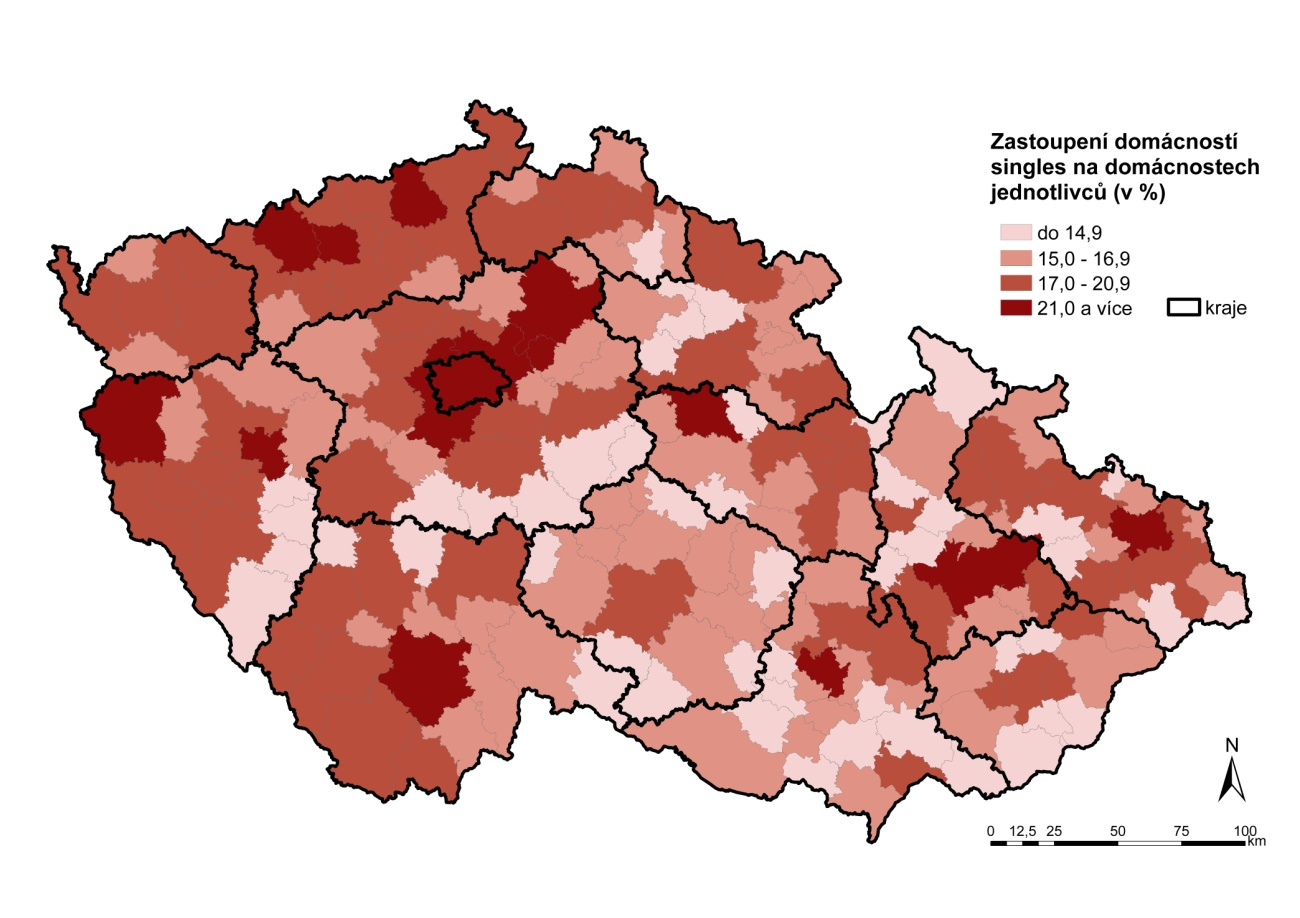 Zastoupení domácností
singles na domácnostech
jednotlivců (v %)
do 14,9
15,0 - 16,9
17,0 - 20,9
21,0 a více
kraje
N
0 12,5 25 50 75 100
km